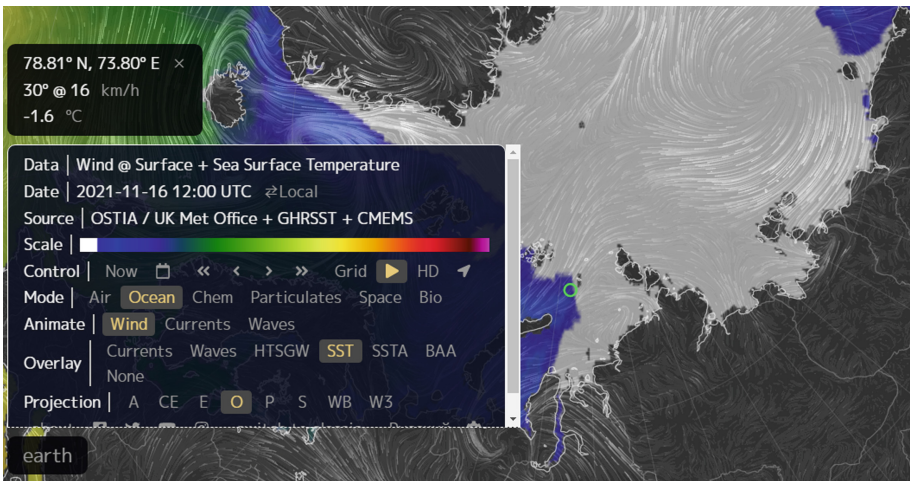 78.81° N, 73.80° E ×
30° @ 16 km/h
-1.6 °C
Data | Wind @ Surface + Sea Surface Temperature
Date | 2021-11-16 12:00 UTC ⇄Local
Source | OSTIA / UK Met Office + GHRSST + CMEMS
Scale |
Control | Now « ‹ › » Grid ▶ HD
Mode | Air Ocean Chem Particulates Space Bio
Animate | Wind Currents Waves
Overlay | Currents Waves HTSGW SST SSTA BAA
None
Projection | A CE E O P S WB W3
earth